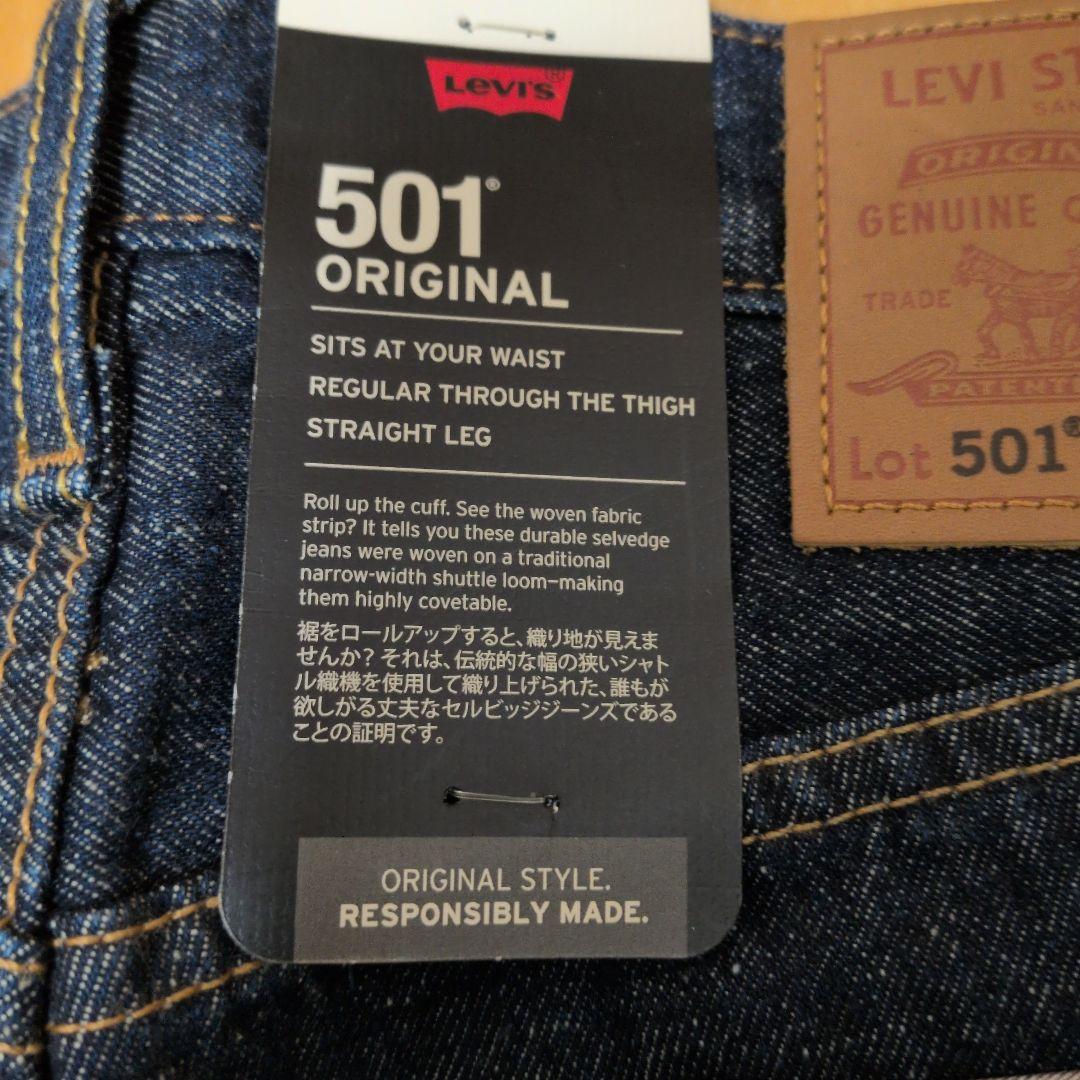 Levi's®
501®
ORIGINAL
SITS AT YOUR WAIST
REGULAR THROUGH THE THIGH
STRAIGHT LEG
Roll up the cuff. See the woven fabric
strip? It tells you these durable selvedge
jeans were woven on a traditional
narrow-width shuttle loom—making
them highly covetable.
裾をロールアップすると、織り地が見えま
せんか? それは、伝統的な幅の狭いシャト
ル織機を使用して織り上げられた、誰もが
欲しがる丈夫なセルビッジジーンズである
ことの証明です。
ORIGINAL STYLE.
RESPONSIBLY MADE.
LEVI ST
SAN
ORIGIN
GENUINE
TRADE
PATENTE
Lot 501®